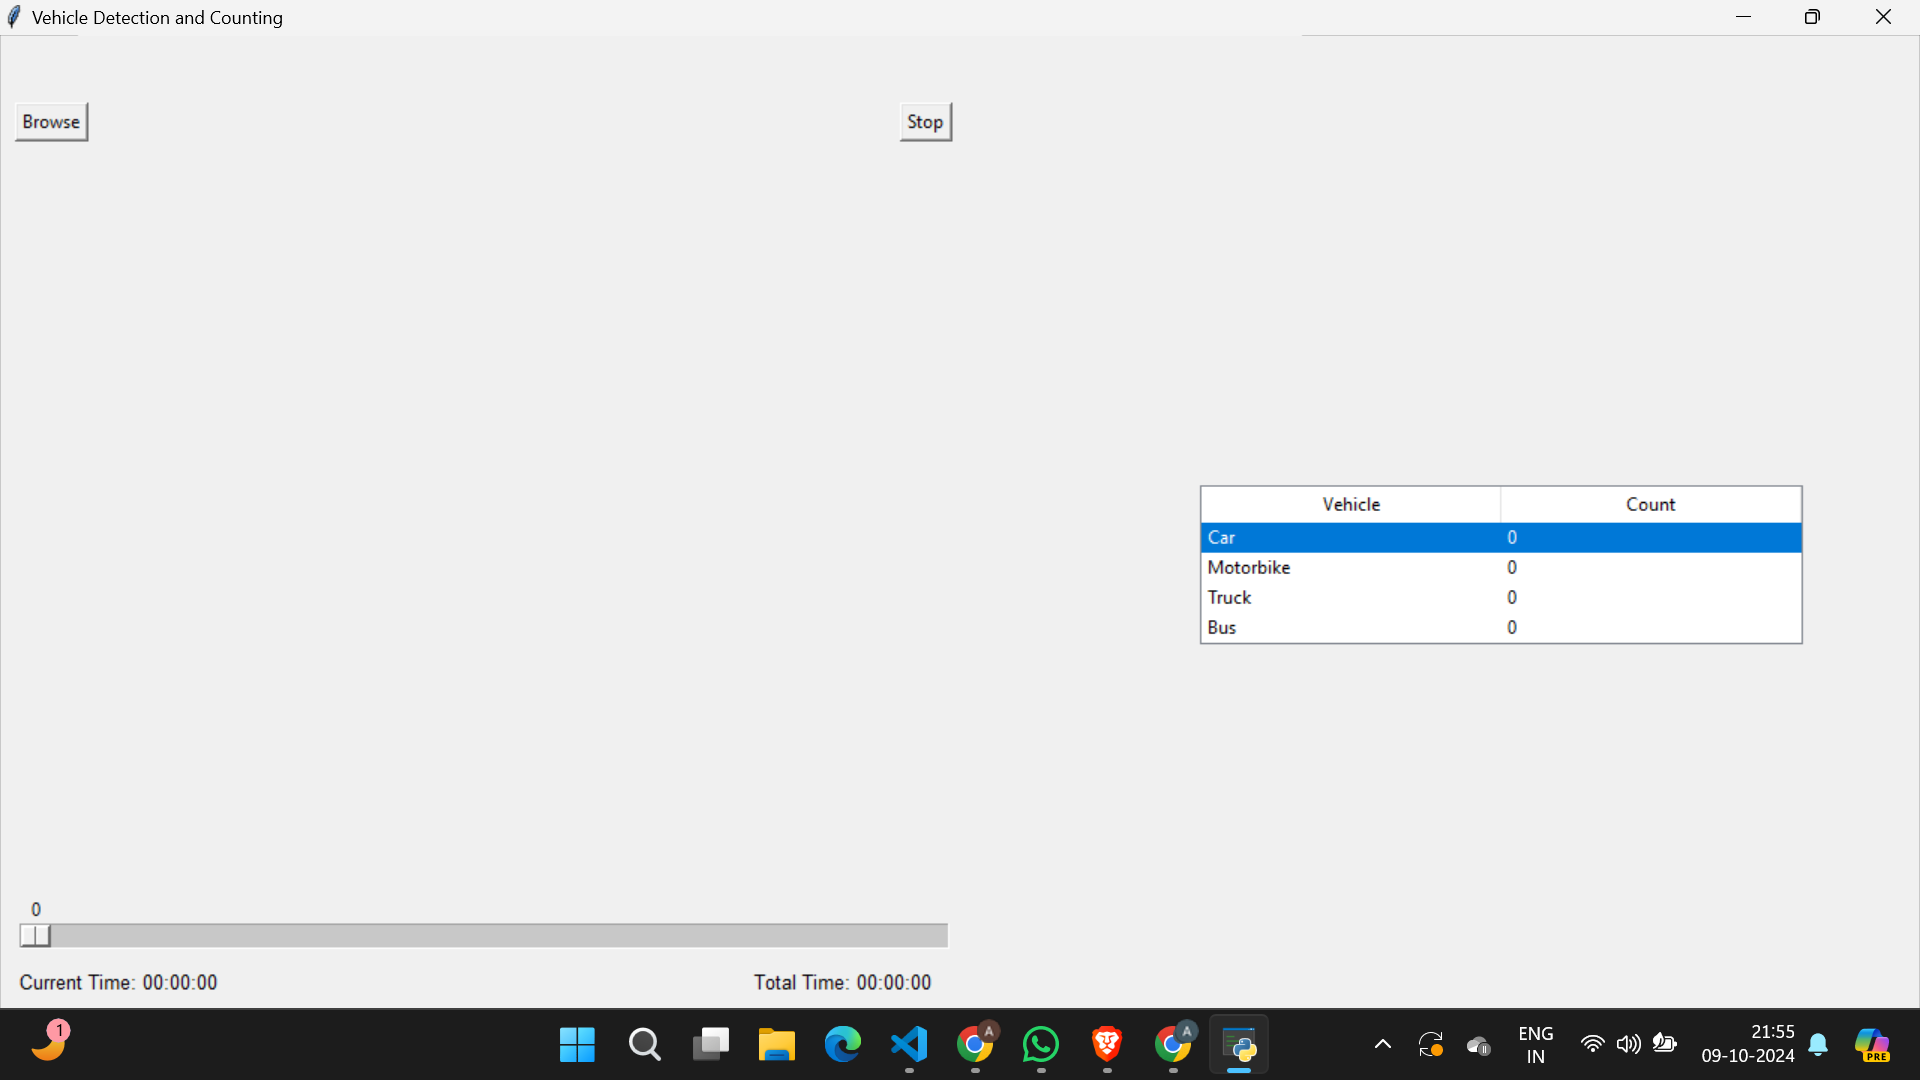 Vehicle Detection and Counting
Browse
Stop
Vehicle Count
Car 0
Motorbike 0
Truck 0
Bus 0
0
Current Time: 00:00:00
Total Time: 00:00:00
1
A
A
ENG
IN
21:55
09-10-2024
PRE